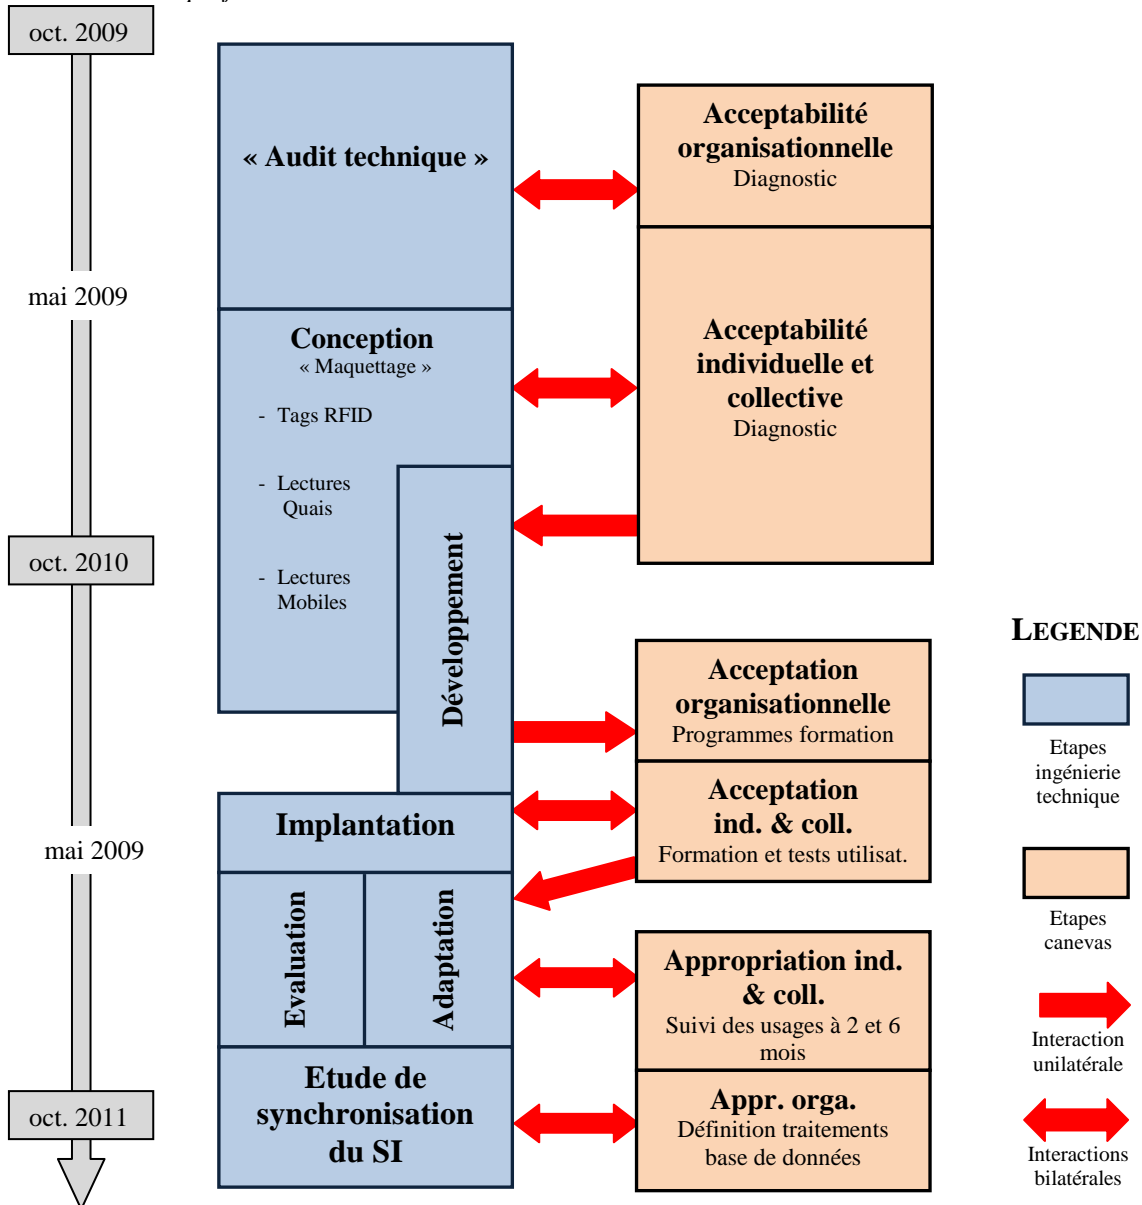 oct. 2009
« Audit technique »
Acceptabilité
organisationnelle
Diagnostic
mai 2009
Conception
« Maquettage »
- Tags RFID
- Lectures
Quais
- Lectures
Mobiles
Acceptabilité
individuelle et
collective
Diagnostic
Développement
oct. 2010
Acceptation
organisationnelle
Programmes formation
Acceptation
ind. & coll.
Formation et tests utilisat.
Implantation
mai 2009
Evaluation
Adaptation
Appropriation ind.
& coll.
Suivi des usages à 2 et 6
mois
Etude de
synchronisation
du SI
Appr. orga.
Définition traitements
base de données
oct. 2011
LEGENDE
Etapes
ingénierie
technique
Etapes
canevas
Interaction
unilatérale
Interactions
bilatérales